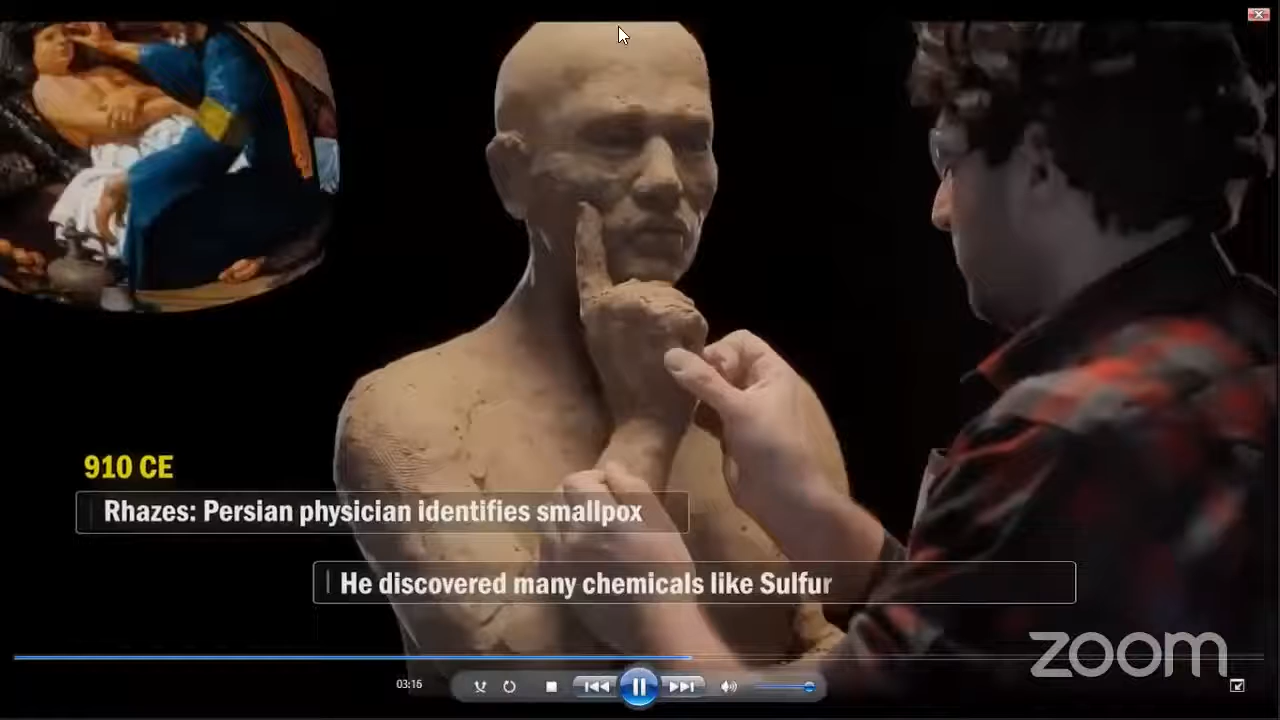 910 CE
Rhazes: Persian physician identifies smallpox
He discovered many chemicals like Sulfur
03:16
zoom